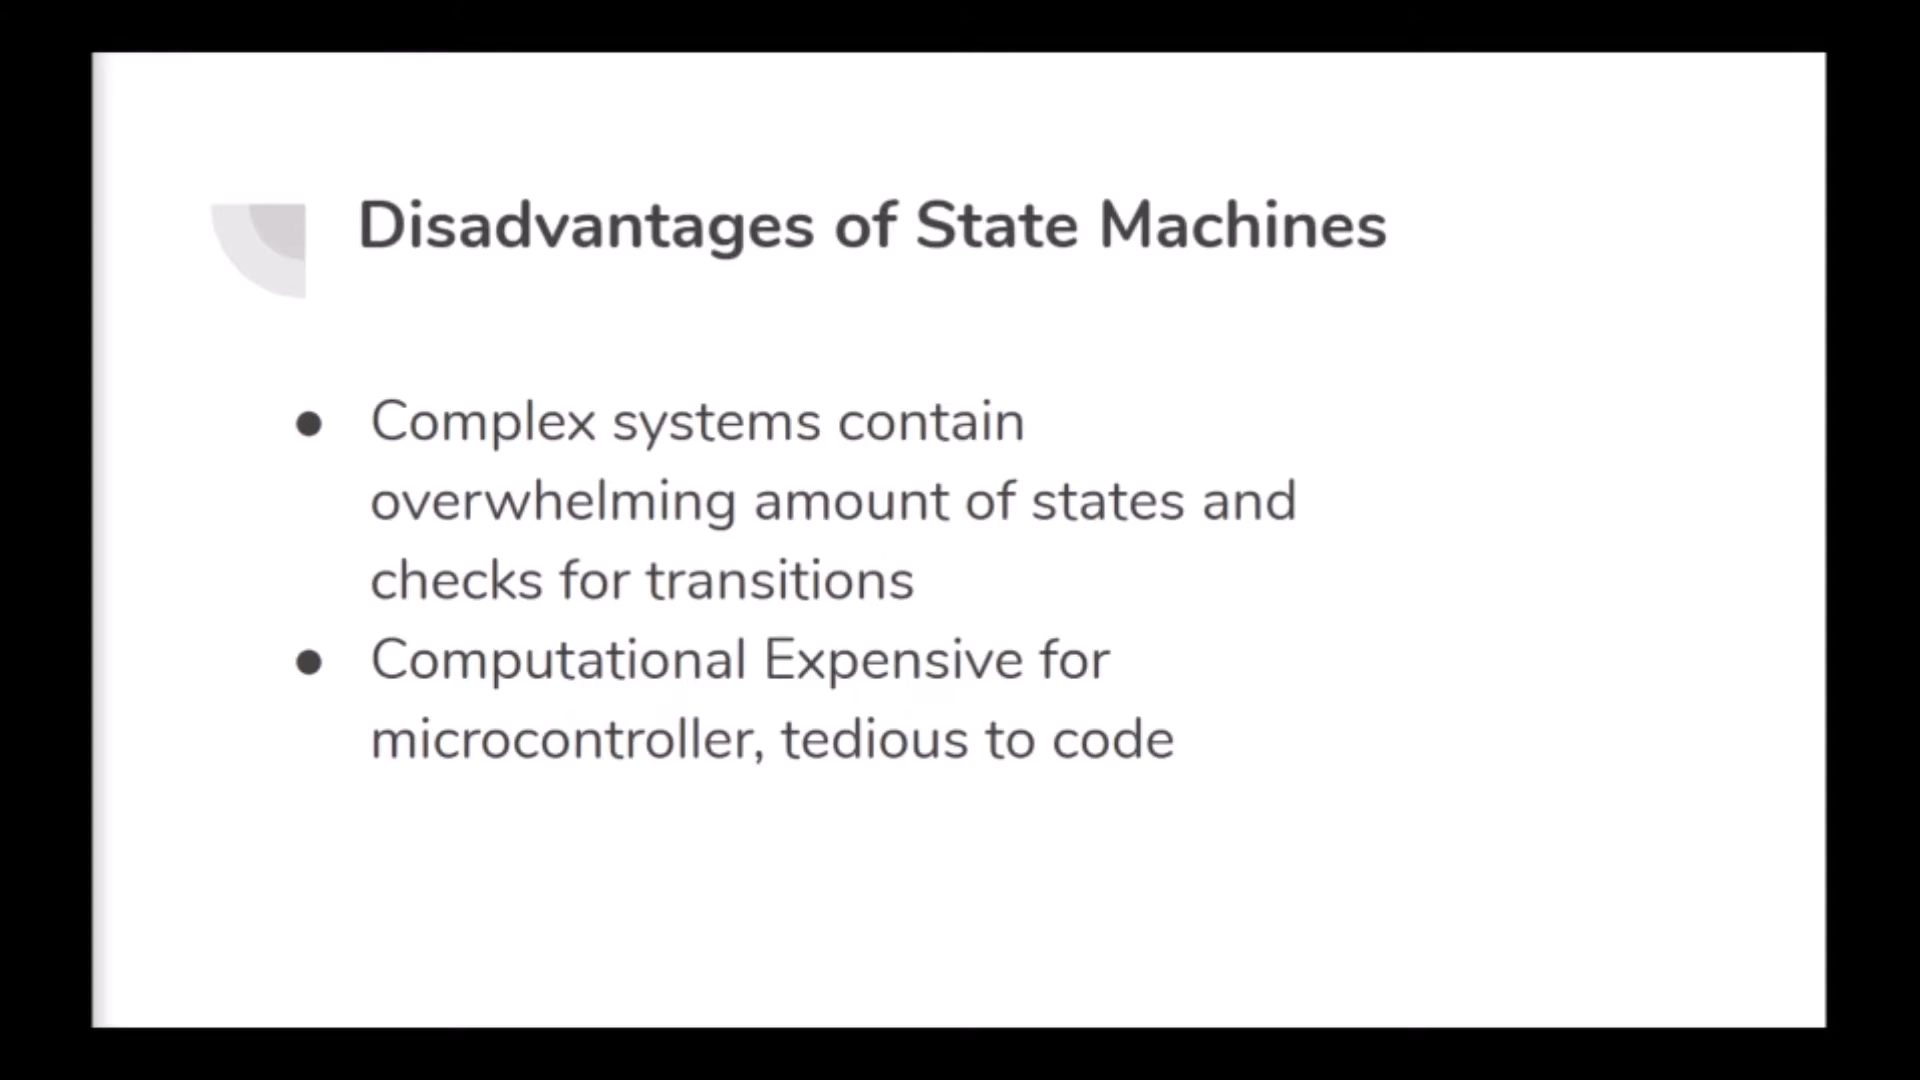 Disadvantages of State Machines
● Complex systems contain
overwhelming amount of states and
checks for transitions
● Computational Expensive for
microcontroller, tedious to code